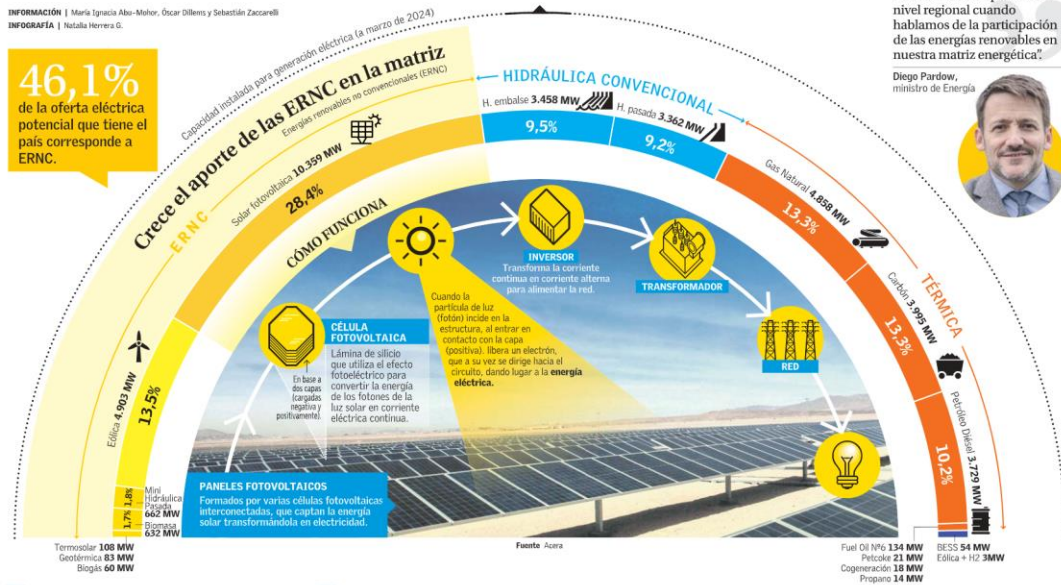 INFORMACIÓN | María Ignacia Abu-Mohor, Óscar Dillems y Sebastián Zaccarelli
INFOGRAFÍA | Natalia Herrera G.
46,1%
de la oferta eléctrica
potencial que tiene el
país corresponde a
ERNC.
nivel regional cuando
hablamos de la participación
de las energías renovables en
nuestra matriz energética".
Diego Pardow,
ministro de Energía
Capacidad instalada para generación eléctrica (a marzo de 2024)
Crece el aporte de las ERNC en la matriz
Energías renovables no convencionales (ERNC)
ERNC
Solar fotovoltaica 10.359 MW
28,4%
Eólica 4.903 MW
13,5%
Mini
Hidráulica
Pasada
662 MW
1,8%
Biomasa
632 MW
1,7%
Termosolar 108 MW
Geotérmica 83 MW
Biogás 60 MW
HIDRÁULICA CONVENCIONAL
H. embalse 3.458 MW
9,5%
H. pasada 3.362 MW
9,2%
TÉRMICA
Gas Natural 4.858 MW
13,3%
Carbón 3.995 MW
13,3%
Petróleo Diésel 3.729 MW
10,2%
Fuel Oil Nº6 134 MW
Petcoke 21 MW
Cogeneración 18 MW
Propano 14 MW
BESS 54 MW
Eólica + H2 3MW
CÓMO FUNCIONA
PANELES FOTOVOLTAICOS
Formados por varias células fotovoltaicas
interconectadas, que captan la energía
solar transformándola en electricidad.
En base a
dos capas
(cargadas
negativa y
positivamente).
CÉLULA
FOTOVOLTAICA
Lámina de silicio
que utiliza el efecto
fotoeléctrico para
convertir la energía
de los fotones de la
luz solar en corriente
eléctrica continua.
Cuando la
partícula de luz
(fotón) incide en la
estructura, al entrar en
contacto con la capa
(positiva). libera un electrón,
que a su vez se dirige hacia el
circuito, dando lugar a la energía
eléctrica.
INVERSOR
Transforma la corriente
continua en corriente alterna
para alimentar la red.
TRANSFORMADOR
RED
Fuente Acera